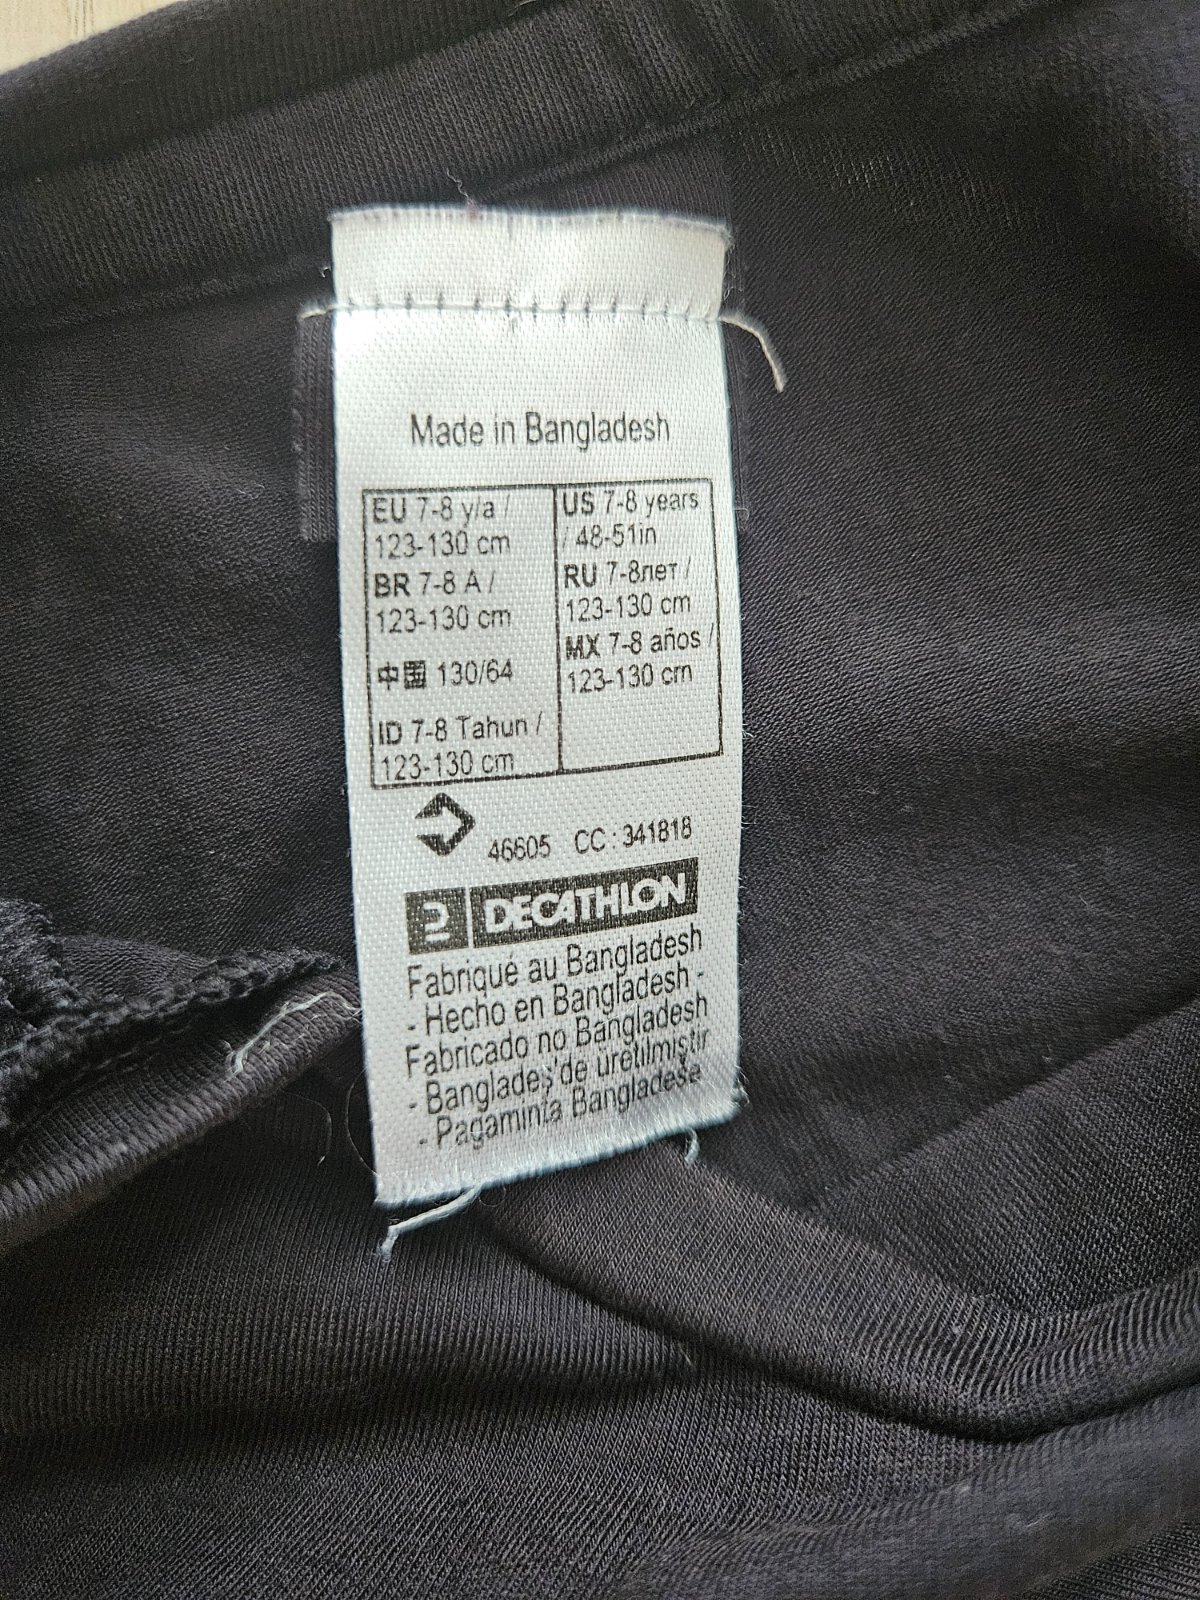 Made in Bangladesh
EU 7-8 y/a /
123-130 cm
BR 7-8 A /
123-130 cm
中国 130/64
ID 7-8 Tahun /
123-130 cm
US 7-8 years
/ 48-51in
RU 7-8лет /
123-130 cm
MX 7-8 años /
123-130 cm
46605 CC : 341818
DECATHLON
Fabriqué au Bangladesh
- Hecho en Bangladesh -
Fabricado no Bangladesh
- Bangladeş'de üretilmiştir
- Pagaminta Bangladeše